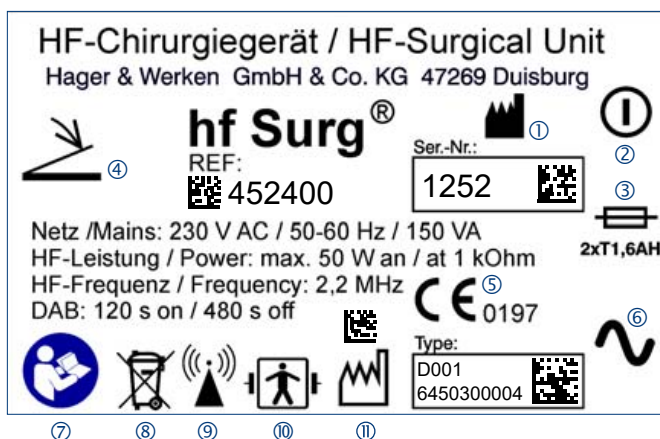 HF-Chirurgiegerät / HF-Surgical Unit
Hager & Werken GmbH & Co. KG 47269 Duisburg
hf Surg®
①
②
④
REF:
452400
Ser.-Nr.:
1252
③
2xT1,6AH
Netz /Mains: 230 V AC / 50-60 Hz / 150 VA
HF-Leistung / Power: max. 50 W an / at 1 kOhm
HF-Frequenz / Frequency: 2,2 MHz
DAB: 120 s on / 480 s off
CE 0197
⑤
⑥
Type:
D001
6450300004
⑦ ⑧ ⑨ ⑩ ⑪